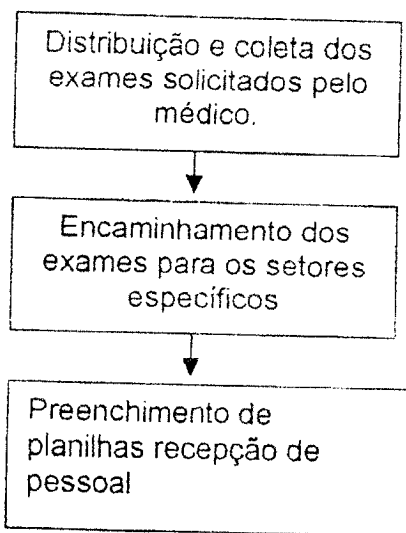 Distribuição e coleta dos
exames solicitados pelo
médico.
Encaminhamento dos
exames para os setores
específicos
Preenchimento de
planilhas recepção de
pessoal